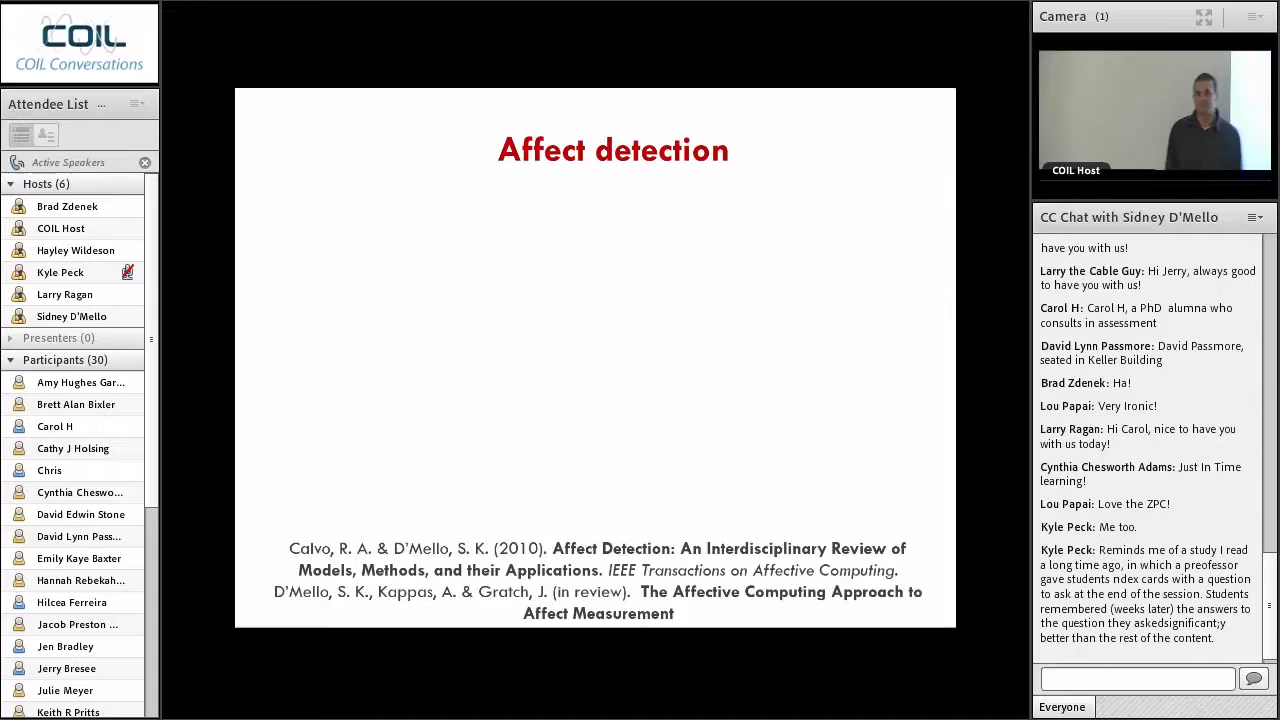 COIL
COIL Conversations
Attendee List ...
Active Speakers
Hosts (6)
Brad Zdenek
COIL Host
Hayley Wildeson
Kyle Peck
Larry Ragan
Sidney D'Mello
Presenters (0)
Participants (30)
Amy Hughes Gar...
Brett Alan Bixler
Carol H
Cathy J Holsing
Chris
Cynthia Cheswo...
David Edwin Stone
David Lynn Pass...
Emily Kaye Baxter
Hannah Rebekah...
Hilcea Ferreira
Jacob Preston ...
Jen Bradley
Jerry Bresee
Julie Meyer
Keith R Pritts
Affect detection
Calvo, R. A. & D'Mello, S. K. (2010). Affect Detection: An Interdisciplinary Review of
Models, Methods, and their Applications. IEEE Transactions on Affective Computing.
D'Mello, S. K., Kappas, A. & Gratch, J. (in review). The Affective Computing Approach to
Affect Measurement
Camera (1)
COIL Host
CC Chat with Sidney D'Mello
have you with us!
Larry the Cable Guy: Hi Jerry, always good
to have you with us!
Carol H: Carol H, a PhD alumna who
consults in assessment
David Lynn Passmore: David Passmore,
seated in Keller Building
Brad Zdenek: Ha!
Lou Papai: Very Ironic!
Larry Ragan: Hi Carol, nice to have you
with us today!
Cynthia Chesworth Adams: Just In Time
learning!
Lou Papai: Love the ZPC!
Kyle Peck: Me too.
Kyle Peck: Reminds me of a study I read
a long time ago, in which a preofessor
gave students ndex cards with a question
to ask at the end of the session. Students
remembered (weeks later) the answers to
the question they askedsignificant;y
better than the rest of the content.
Everyone